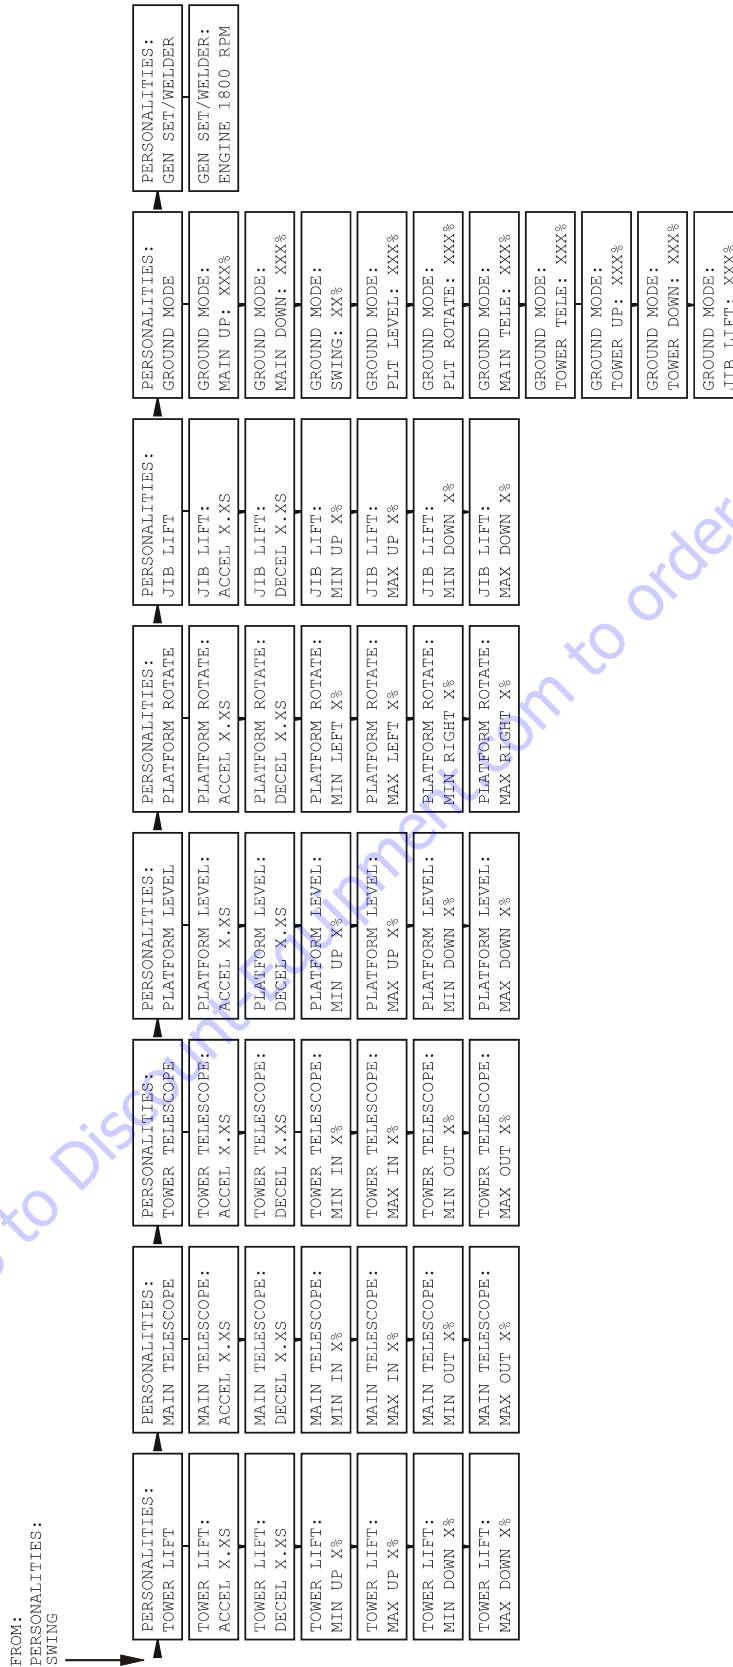 FROM:
PERSONALITIES:
SWING
PERSONALITIES:
TOWER LIFT
TOWER LIFT:
ACCEL X.XS
TOWER LIFT:
DECEL X.XS
TOWER LIFT:
MIN UP X%
TOWER LIFT:
MAX UP X%
TOWER LIFT:
MIN DOWN X%
TOWER LIFT:
MAX DOWN X%
PERSONALITIES:
MAIN TELESCOPE
MAIN TELESCOPE:
ACCEL X.XS
MAIN TELESCOPE:
DECEL X.XS
MAIN TELESCOPE:
MIN IN X%
MAIN TELESCOPE:
MAX IN X%
MAIN TELESCOPE:
MIN OUT X%
MAIN TELESCOPE:
MAX OUT X%
PERSONALITIES:
TOWER TELESCOPE
TOWER TELESCOPE:
ACCEL X.XS
TOWER TELESCOPE:
DECEL X.XS
TOWER TELESCOPE:
MIN IN X%
TOWER TELESCOPE:
MAX IN X%
TOWER TELESCOPE:
MIN OUT X%
TOWER TELESCOPE:
MAX OUT X%
PERSONALITIES:
PLATFORM LEVEL
PLATFORM LEVEL:
ACCEL X.XS
PLATFORM LEVEL:
DECEL X.XS
PLATFORM LEVEL:
MIN UP X%
PLATFORM LEVEL:
MAX UP X%
PLATFORM LEVEL:
MIN DOWN X%
PLATFORM LEVEL:
MAX DOWN X%
PERSONALITIES:
PLATFORM ROTATE
PLATFORM ROTATE:
ACCEL X.XS
PLATFORM ROTATE:
DECEL X.XS
PLATFORM ROTATE:
MIN LEFT X%
PLATFORM ROTATE:
MAX LEFT X%
PLATFORM ROTATE:
MIN RIGHT X%
PLATFORM ROTATE:
MAX RIGHT X%
PERSONALITIES:
JIB LIFT
JIB LIFT:
ACCEL X.XS
JIB LIFT:
DECEL X.XS
JIB LIFT:
MIN UP X%
JIB LIFT:
MAX UP X%
JIB LIFT:
MIN DOWN X%
JIB LIFT:
MAX DOWN X%
PERSONALITIES:
GROUND MODE
GROUND MODE:
MAIN UP: XXX%
GROUND MODE:
MAIN DOWN: XXX%
GROUND MODE:
SWING: XX%
GROUND MODE:
PLT LEVEL: XXX%
GROUND MODE:
PLT ROTATE: XXX%
GROUND MODE:
MAIN TELE: XXX%
GROUND MODE:
TOWER TELE: XXX%
GROUND MODE:
TOWER UP: XXX%
GROUND MODE:
TOWER DOWN: XXX%
GROUND MODE:
JIB LIFT: XXX%
PERSONALITIES:
GEN SET/WELDER
GEN SET/WELDER:
ENGINE 1800 RPM
to Discount-Equipment.com to order